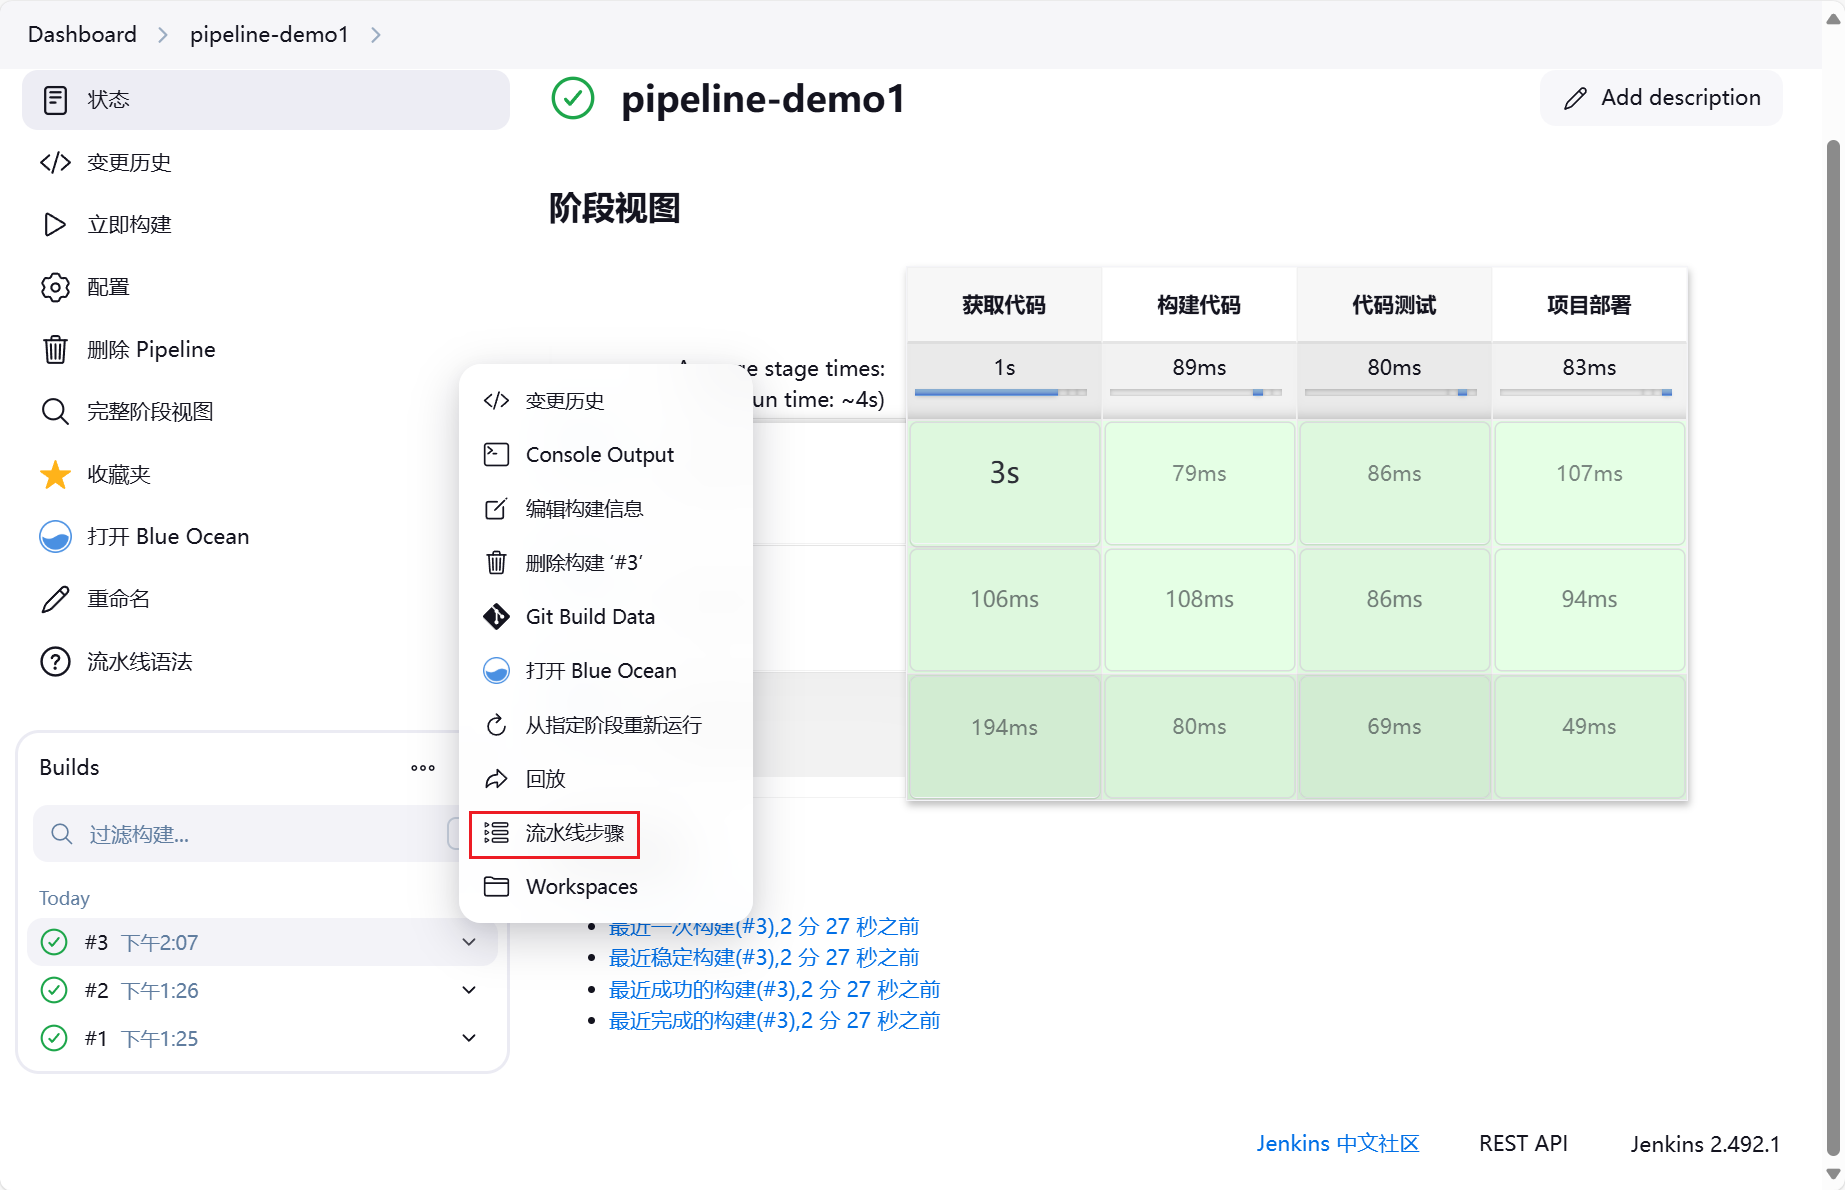 Dashboard
pipeline-demo1
状态
变更历史
立即构建
配置
删除 Pipeline
完整阶段视图
收藏夹
打开 Blue Ocean
重命名
流水线语法
Builds
过滤构建...
Today
#3 下午2:07
#2 下午1:26
#1 下午1:25
变更历史
Console Output
编辑构建信息
删除构建 ‘#3’
Git Build Data
打开 Blue Ocean
从指定阶段重新运行
回放
流水线步骤
Workspaces
pipeline-demo1
Add description
阶段视图
获取代码 构建代码 代码测试 项目部署
stage times:
time: ~4s)
1s 89ms 80ms 83ms
3s 79ms 86ms 107ms
106ms 108ms 86ms 94ms
194ms 80ms 69ms 49ms
最近一次构建(#3),2 分 27 秒之前
最近稳定构建(#3),2 分 27 秒之前
最近成功的构建(#3),2 分 27 秒之前
最近完成的构建(#3),2 分 27 秒之前
Jenkins 中文社区
REST API
Jenkins 2.492.1